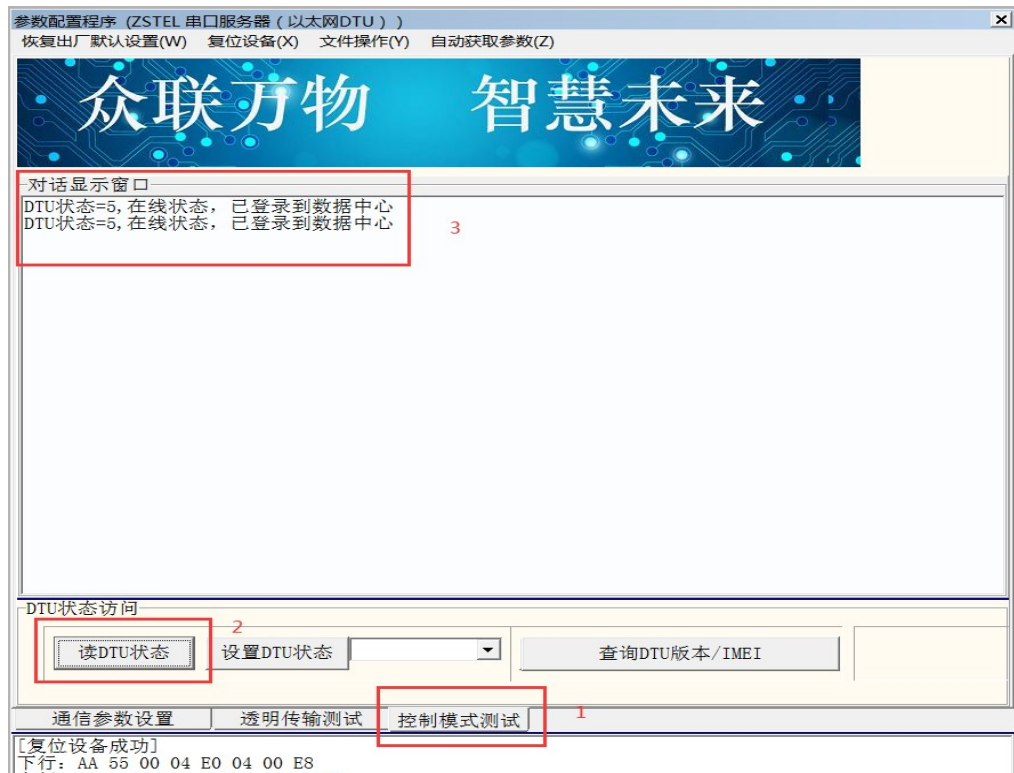 参数配置程序 (ZSTEL 串口服务器（以太网DTU）)
恢复出厂默认设置(W) 复位设备(X) 文件操作(Y) 自动获取参数(Z)
众联万物 智慧未来
对话显示窗口
DTU状态=5,在线状态，已登录到数据中心
DTU状态=5,在线状态，已登录到数据中心
3
DTU状态访问
2
读DTU状态 设置DTU状态 查询DTU版本/IMEI
通信参数设置 透明传输测试 控制模式测试 1
[复位设备成功]
下行: AA 55 00 04 E0 04 00 E8